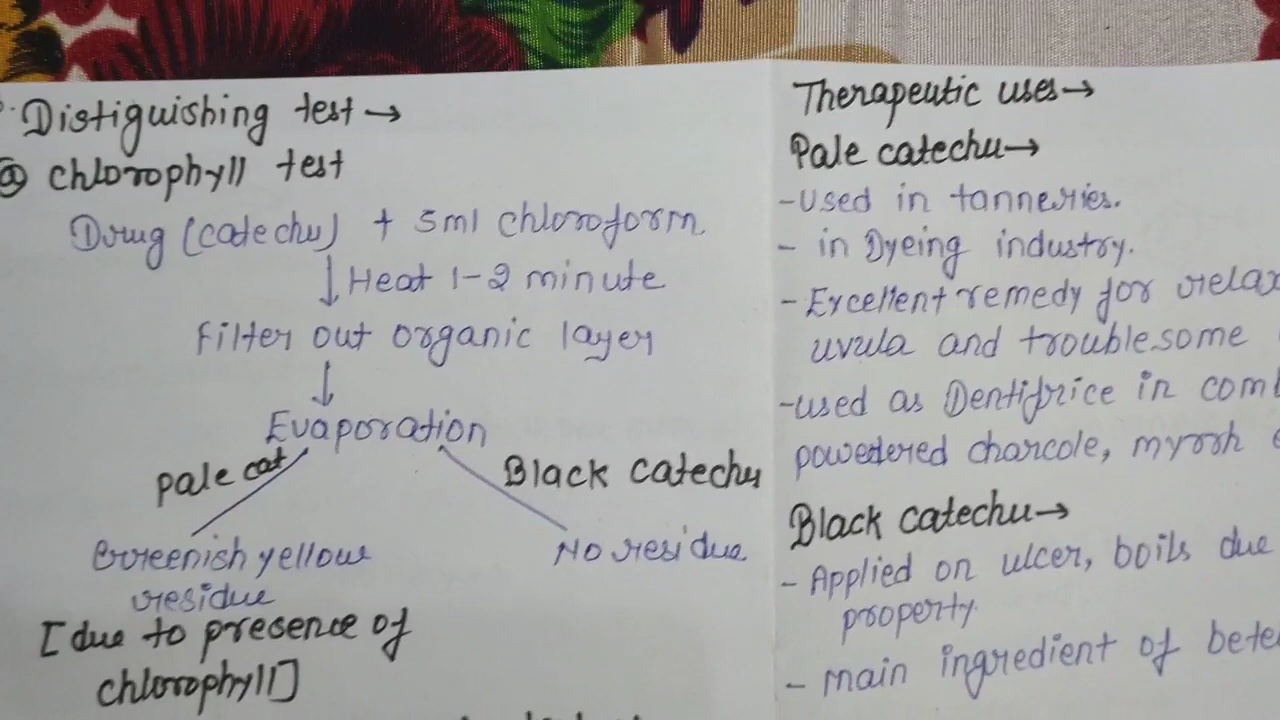 Distiguishing test →
ⓐ chlorophyll test
Drug (catechu) + 5ml chloroform
↓ Heat 1-2 minute
Filter out organic layer
↓
Evaporation
pale cat
Black catechu
Greenish yellow
residue
No residue
[due to presence of
chlorophyll]
Therapeutic uses→
Pale catechu→
-Used in tanneries.
- in Dyeing industry.
- Excellent remedy for relax
uvula and troublesome
-used as Dentifrice in com
powedered charcole, myrrh
Black catechu→
- Applied on ulcer, boils due
property.
- main ingredient of bete